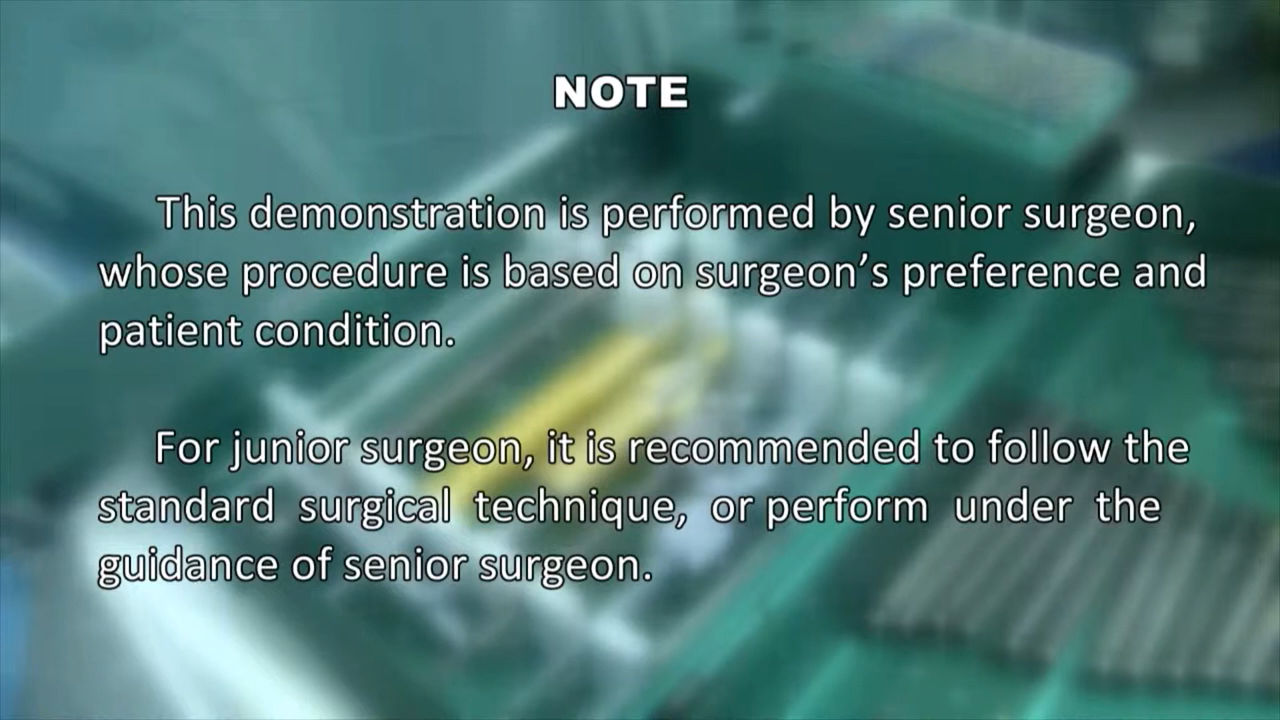 NOTE
This demonstration is performed by senior surgeon,
whose procedure is based on surgeon’s preference and
patient condition.
For junior surgeon, it is recommended to follow the
standard surgical technique, or perform under the
guidance of senior surgeon.